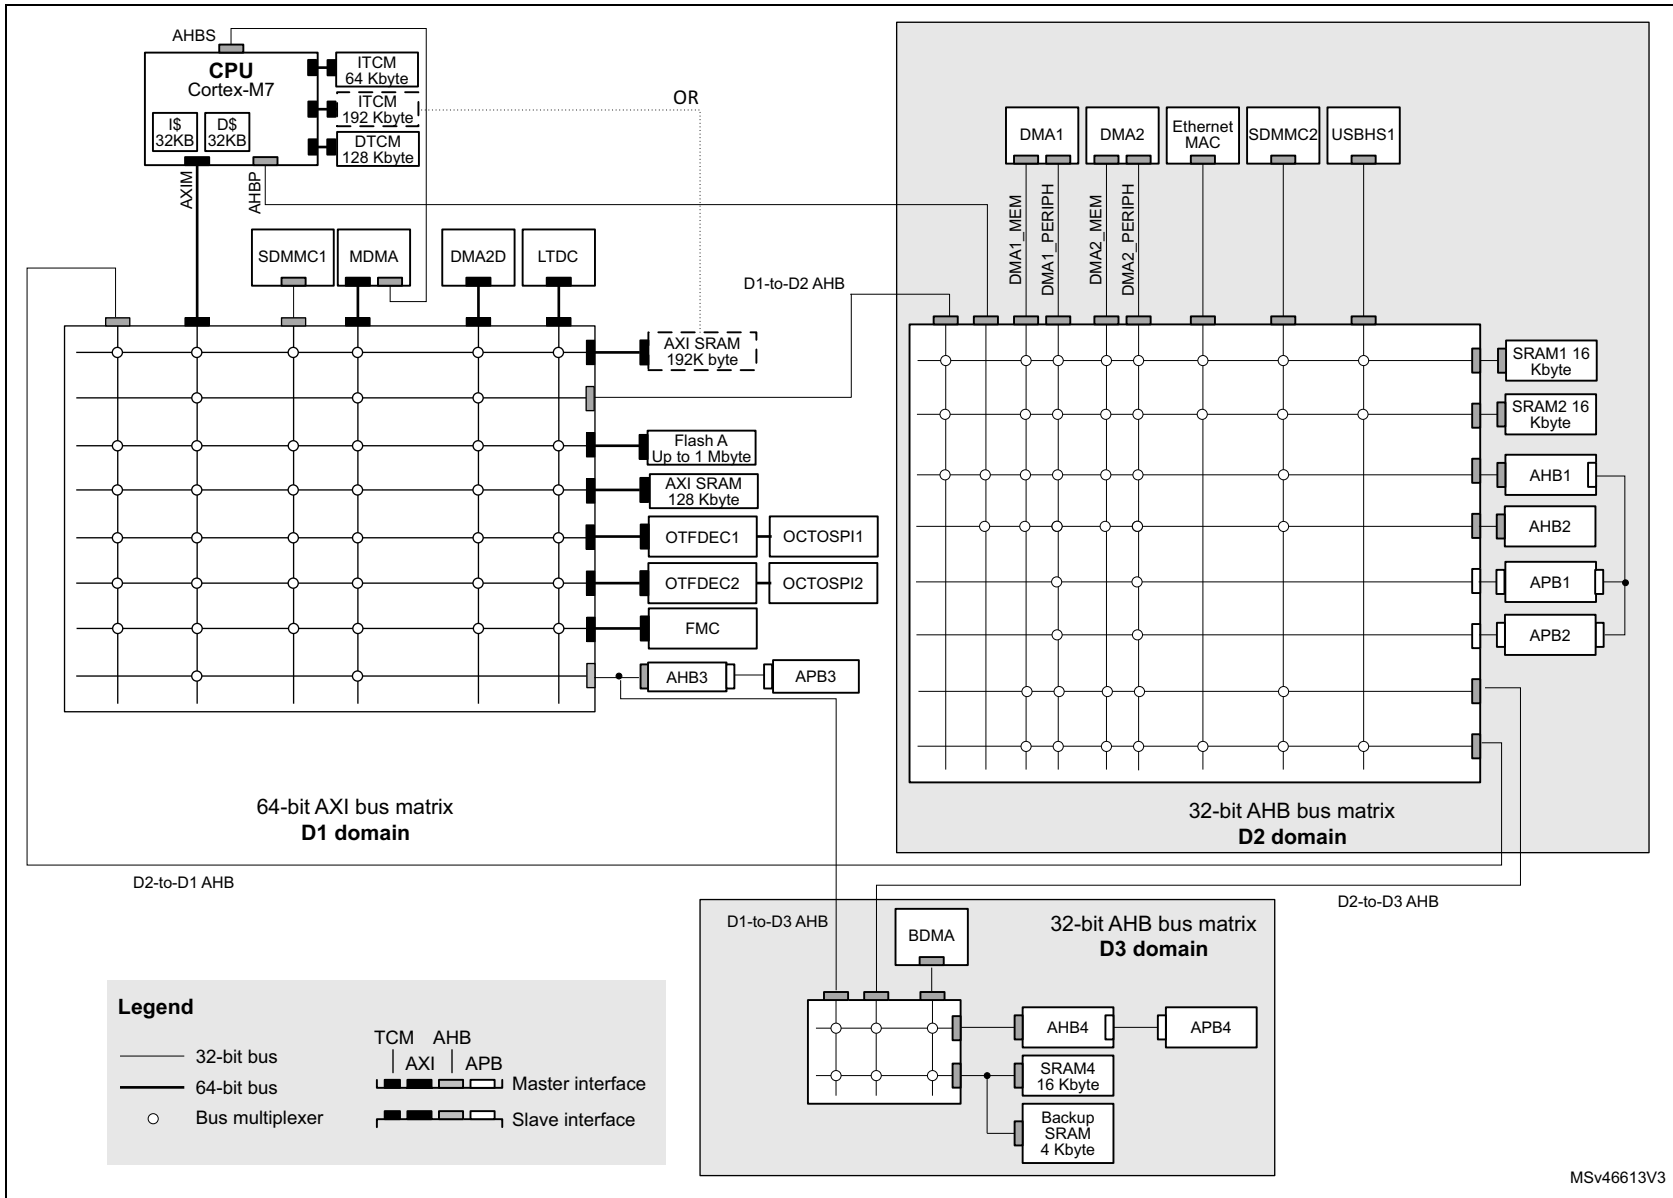 AHBS
CPU
Cortex-M7
I$
32KB
D$
32KB
ITCM
64 Kbyte
ITCM
192 Kbyte
DTCM
128 Kbyte
OR
AXIM
AHBP
SDMMC1
MDMA
DMA2D
LTDC
D1-to-D2 AHB
AXI SRAM
192K byte
Flash A
Up to 1 Mbyte
AXI SRAM
128 Kbyte
OTFDEC1
OCTOSPI1
OTFDEC2
OCTOSPI2
FMC
AHB3
APB3
64-bit AXI bus matrix
D1 domain
DMA1
DMA2
Ethernet
MAC
SDMMC2
USBHS1
DMA1_MEM
DMA1_PERIPH
DMA2_MEM
DMA2_PERIPH
SRAM1 16
Kbyte
SRAM2 16
Kbyte
AHB1
AHB2
APB1
APB2
32-bit AHB bus matrix
D2 domain
D2-to-D1 AHB
D2-to-D3 AHB
D1-to-D3 AHB
BDMA
32-bit AHB bus matrix
D3 domain
AHB4
APB4
SRAM4
16 Kbyte
Backup
SRAM
4 Kbyte
Legend
32-bit bus
64-bit bus
Bus multiplexer
TCM
AHB
AXI
APB
Master interface
Slave interface
MSv46613V3